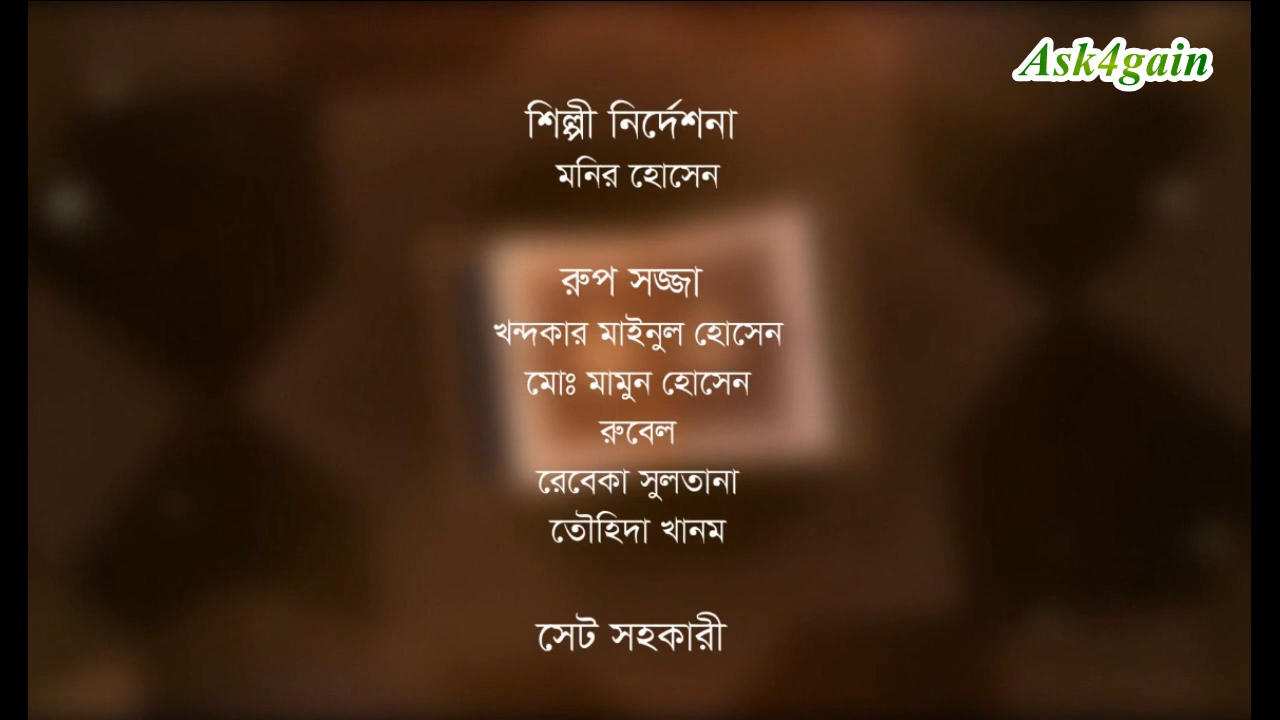 Ask4gain
শিল্পী নির্দেশনা
মনির হোসেন
রুপ সজ্জা
খন্দকার মাইনুল হোসেন
মোঃ মামুন হোসেন
রুবেল
রেবেকা সুলতানা
তৌহিদা খানম
সেট সহকারী